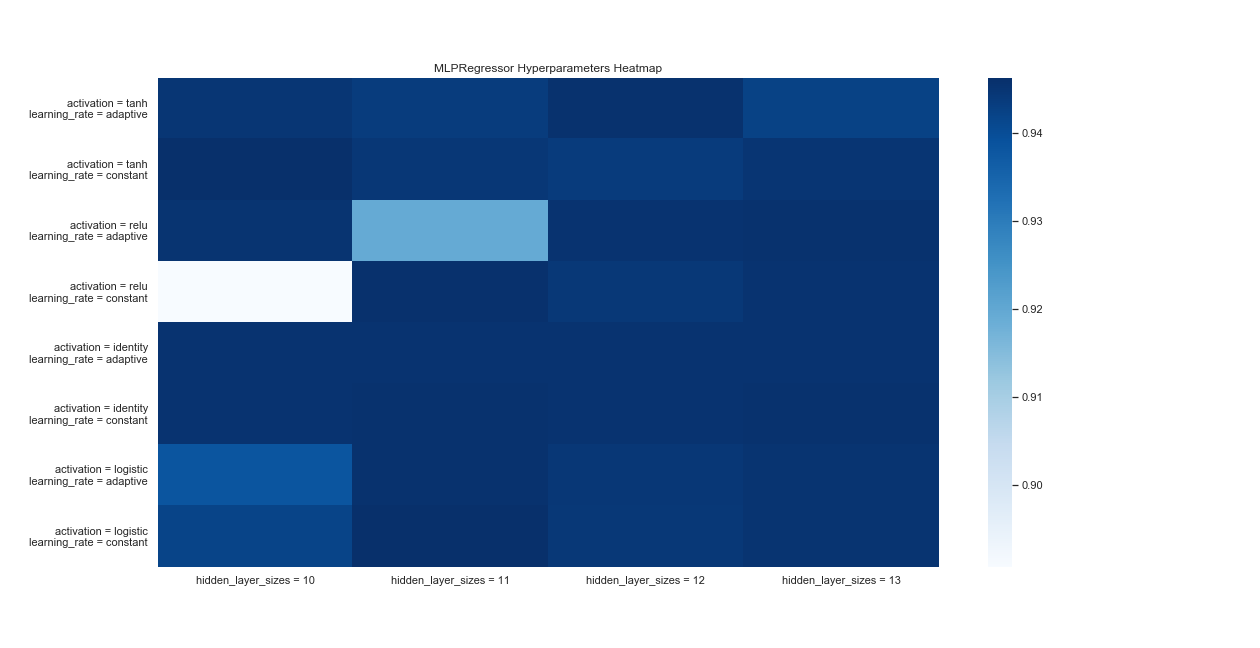 MLPRegressor Hyperparameters Heatmap
activation = tanh
learning_rate = adaptive
activation = tanh
learning_rate = constant
activation = relu
learning_rate = adaptive
activation = relu
learning_rate = constant
activation = identity
learning_rate = adaptive
activation = identity
learning_rate = constant
activation = logistic
learning_rate = adaptive
activation = logistic
learning_rate = constant
hidden_layer_sizes = 10
hidden_layer_sizes = 11
hidden_layer_sizes = 12
hidden_layer_sizes = 13
0.94
0.93
0.92
0.91
0.90